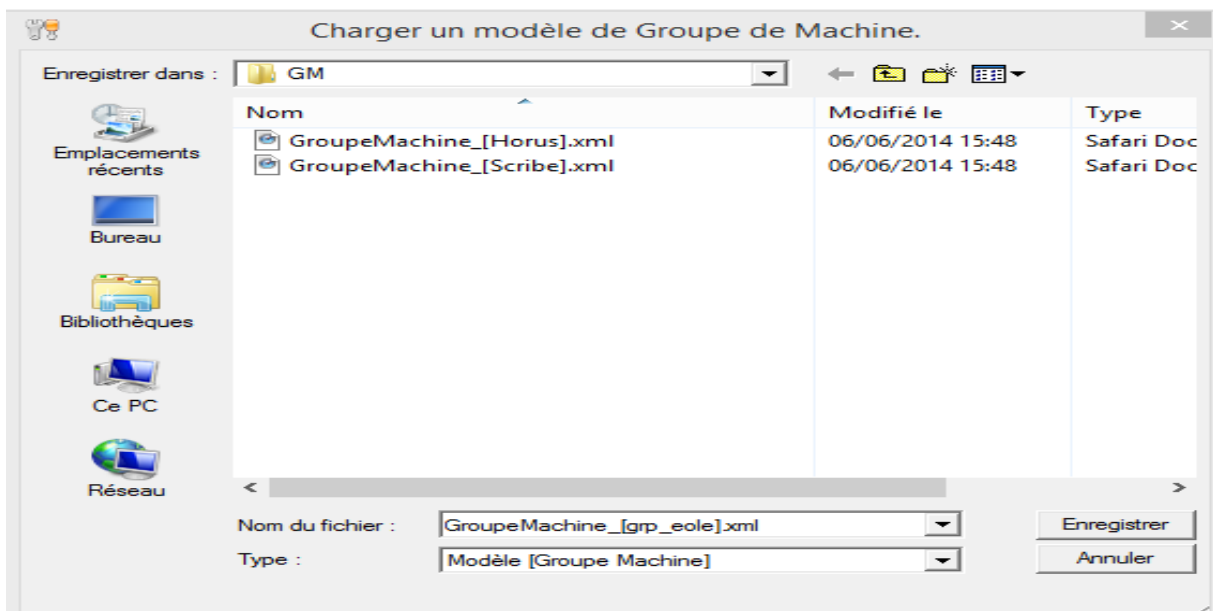 Charger un modèle de Groupe de Machine.
Enregistrer dans : GM
Nom Modifié le Type
GroupeMachine_[Horus].xml 06/06/2014 15:48 Safari Doc
GroupeMachine_[Scribe].xml 06/06/2014 15:48 Safari Doc
Emplacements
récents
Bureau
Bibliothèques
Ce PC
Réseau
Nom du fichier : GroupeMachine_[grp_eole].xml Enregistrer
Type : Modèle [Groupe Machine] Annuler